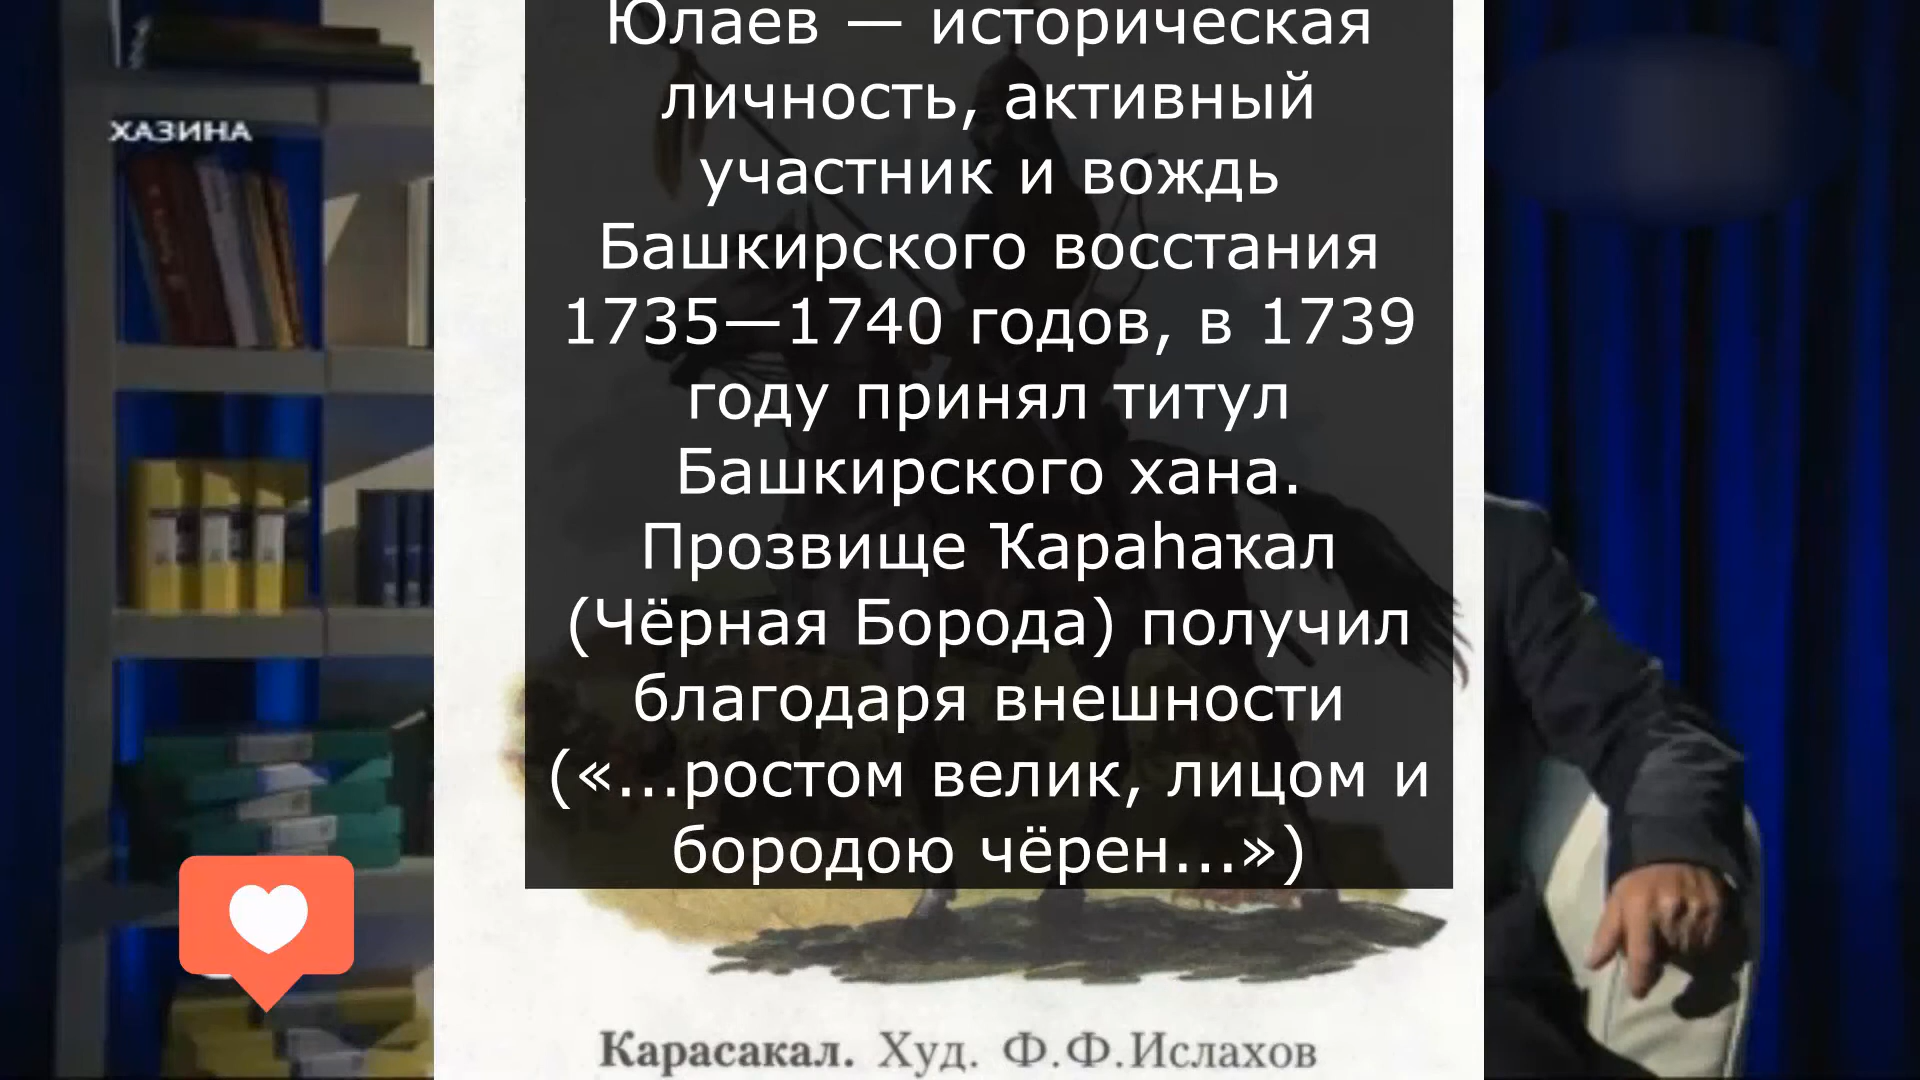 ХАЗИНА
Юлаев — историческая
личность, активный
участник и вождь
Башкирского восстания
1735—1740 годов, в 1739
году принял титул
Башкирского хана.
Прозвище Ҡараһаҡал
(Чёрная Борода) получил
благодаря внешности
(«...ростом велик, лицом и
бородою чёрен...»)
Карасакал. Худ. Ф.Ф.Ислахов